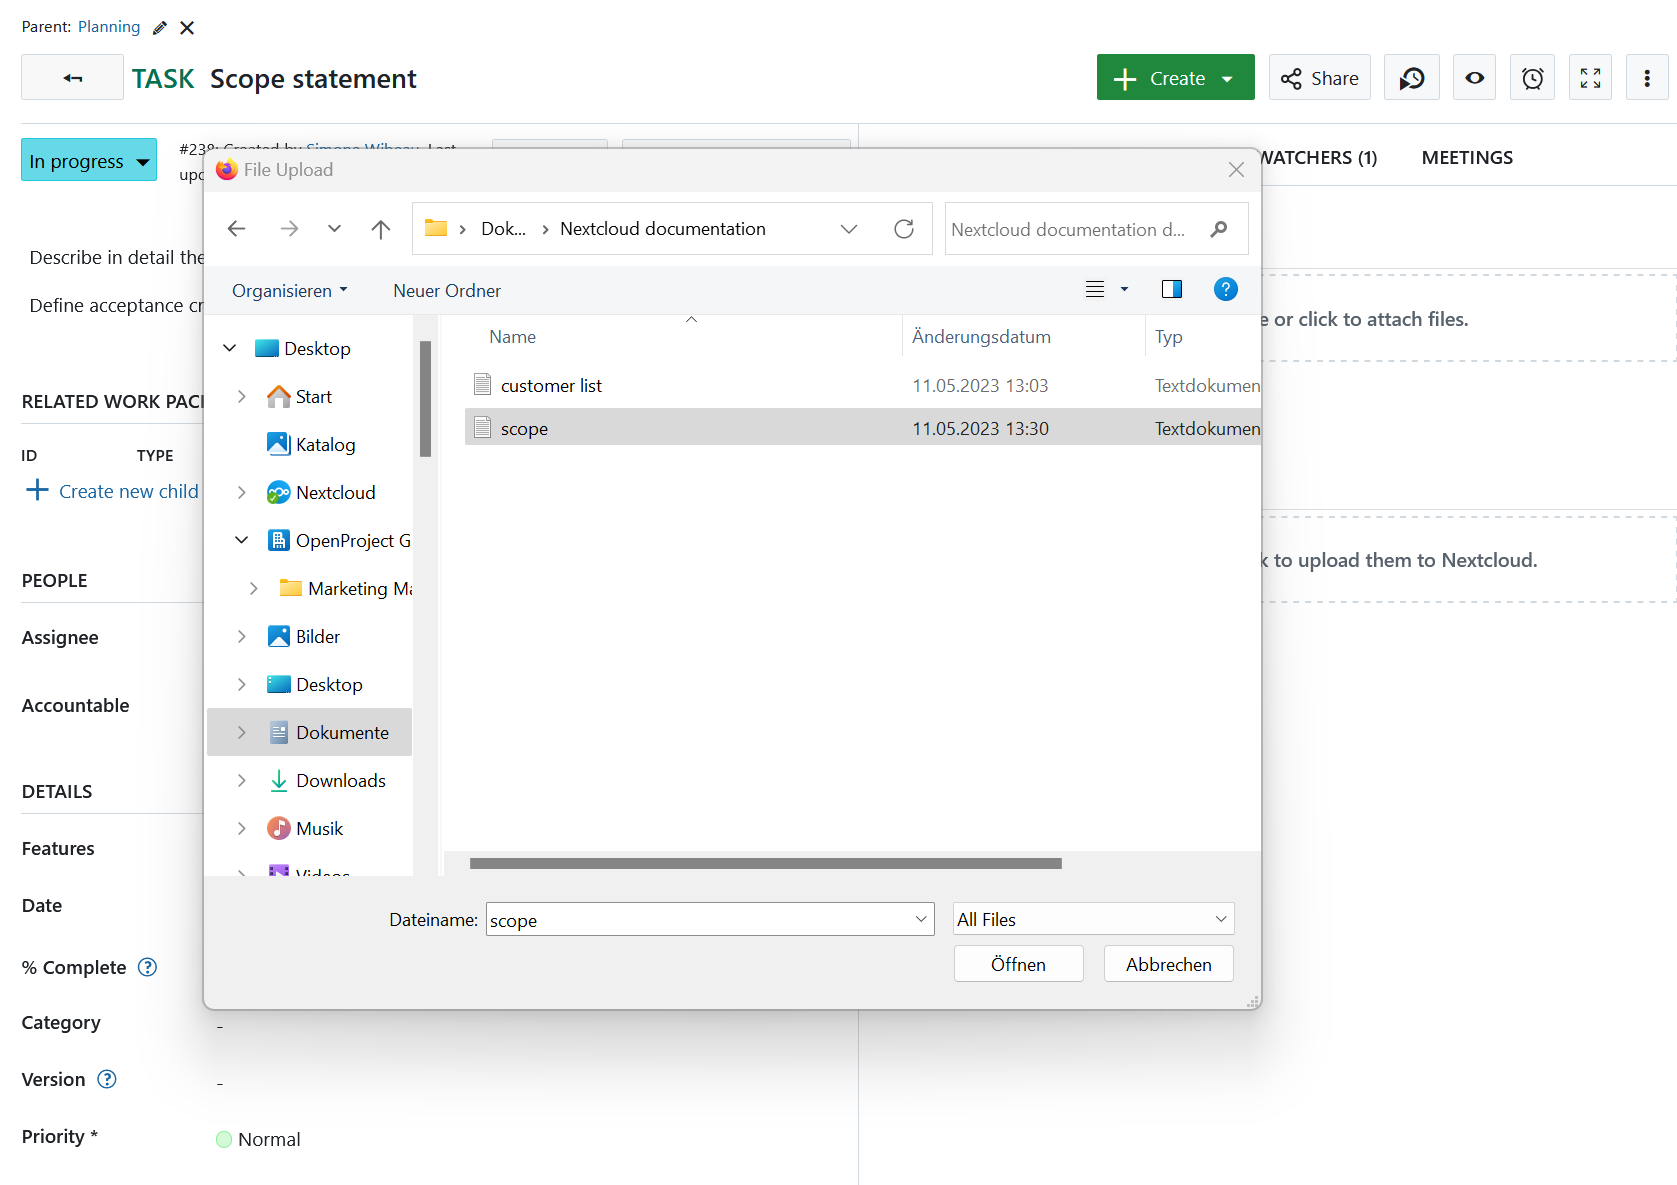 Parent: Planning
TASK Scope statement
Create
Share
In progress
#238: Created by Simone Wibeau. Last
WATCHERS (1)
MEETINGS
File Upload
Dok...
Nextcloud documentation
Nextcloud documentation d...
Describe in detail the
Organisieren
Neuer Ordner
Define acceptance cr
or click to attach files.
Name
Änderungsdatum
Typ
Desktop
customer list
11.05.2023 13:03
Textdokumen
Start
scope
11.05.2023 13:30
Textdokumen
RELATED WORK PAC
Katalog
ID
TYPE
Create new child
Nextcloud
OpenProject G
to upload them to Nextcloud.
PEOPLE
Marketing Ma
Assignee
Bilder
Desktop
Accountable
Dokumente
Downloads
DETAILS
Musik
Features
Videos
Date
Dateiname: scope
All Files
Öffnen
Abbrechen
% Complete ?
Category
-
Version ?
-
Priority *
Normal